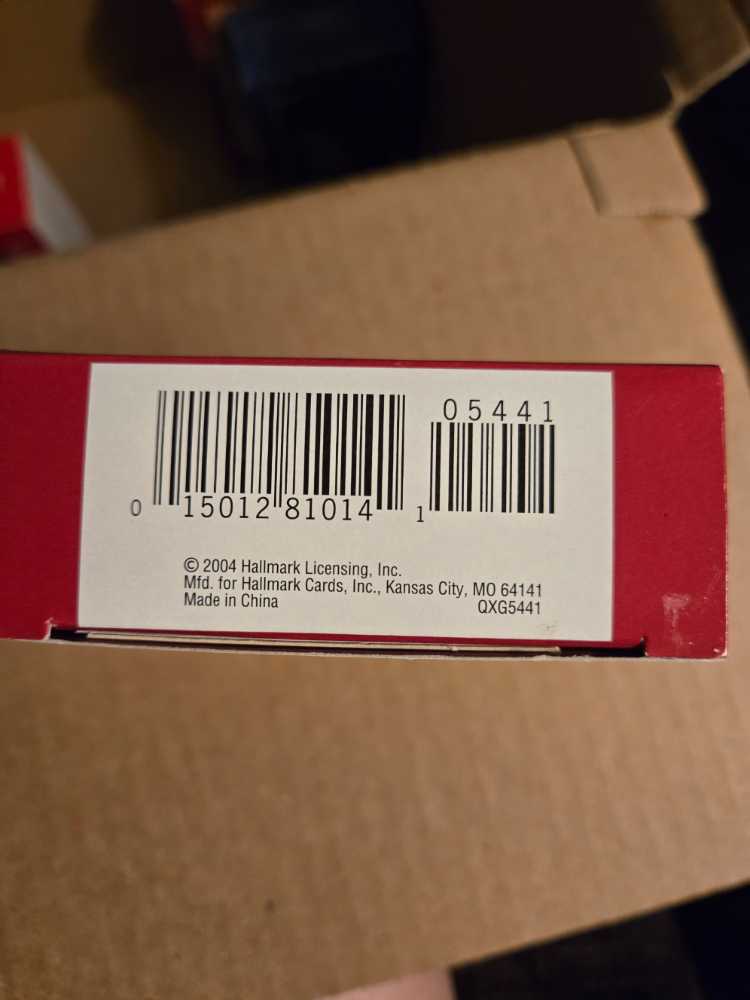 05441
0 15012 81014 1
© 2004 Hallmark Licensing, Inc.
Mfd. for Hallmark Cards, Inc., Kansas City, MO 64141
Made in China QXG5441